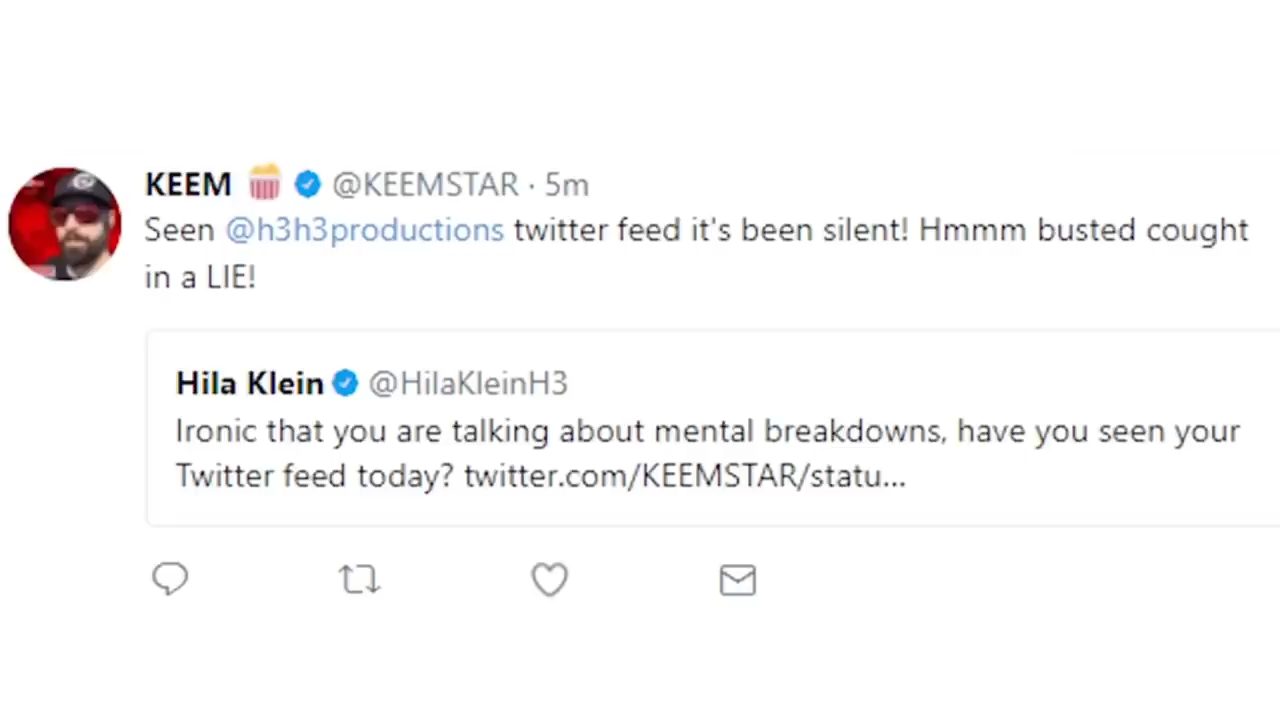 KEEM 🍿 @KEEMSTAR · 5m
Seen @h3h3productions twitter feed it's been silent! Hmmm busted cought
in a LIE!
Hila Klein @HilaKleinH3
Ironic that you are talking about mental breakdowns, have you seen your
Twitter feed today? twitter.com/KEEMSTAR/statu...